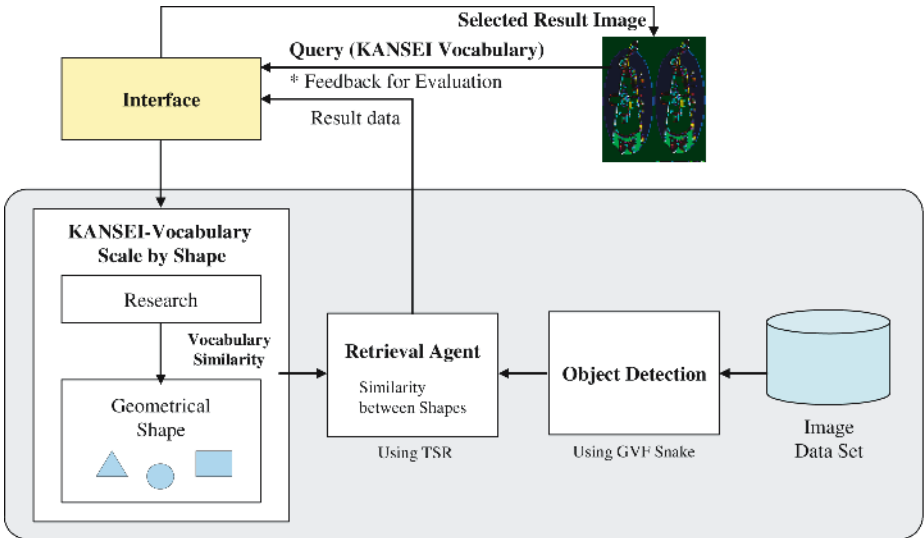 Selected Result Image
Query (KANSEI Vocabulary)
* Feedback for Evaluation
Interface
Result data
KANSEI-Vocabulary
Scale by Shape
Research
Vocabulary
Similarity
Geometrical
Shape
Retrieval Agent
Similarity
between Shapes
Using TSR
Object Detection
Using GVF Snake
Image
Data Set